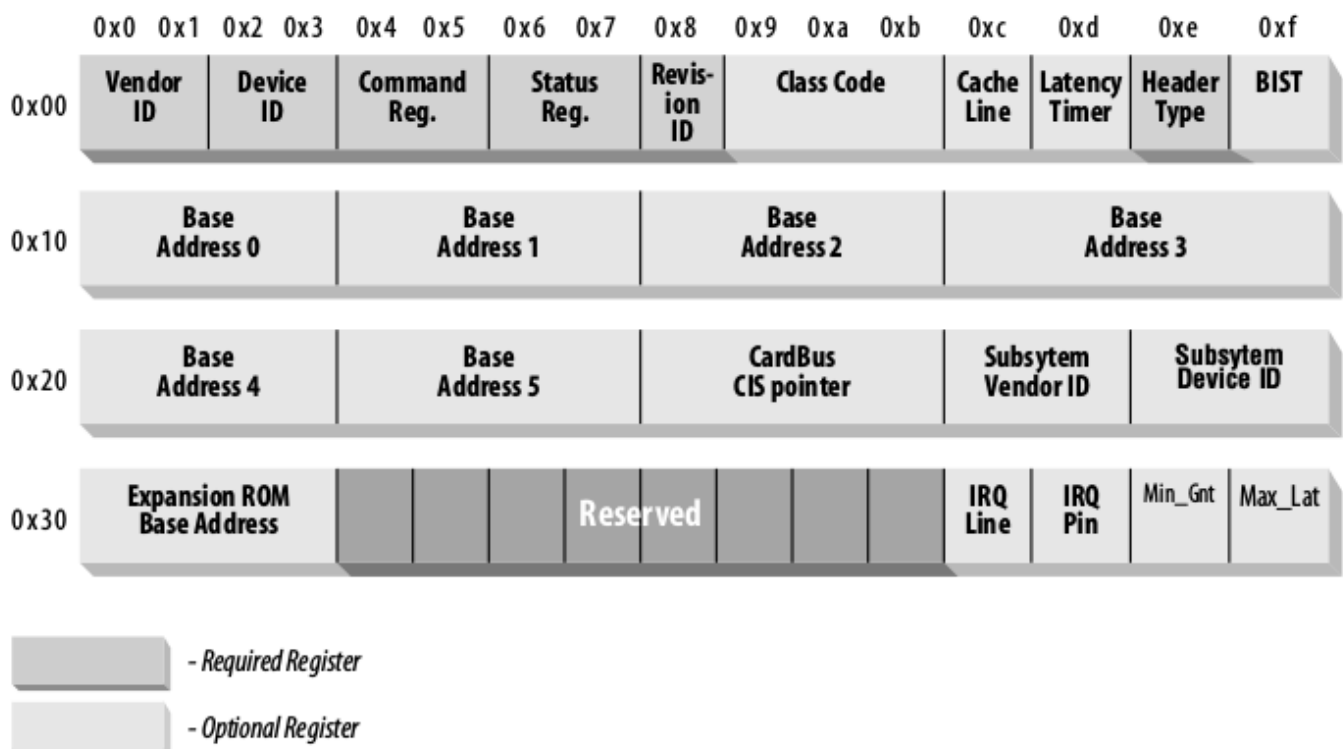 0x0 0x1 0x2 0x3 0x4 0x5 0x6 0x7 0x8 0x9 0xa 0xb 0xc 0xd 0xe 0xf
0x00
Vendor
ID
Device
ID
Command
Reg.
Status
Reg.
Revis-
ion
ID
Class Code
Cache
Line
Latency
Timer
Header
Type
BIST
0x10
Base
Address 0
Base
Address 1
Base
Address 2
Base
Address 3
0x20
Base
Address 4
Base
Address 5
CardBus
CIS pointer
Subsytem
Vendor ID
Subsytem
Device ID
0x30
Expansion ROM
Base Address
Reserved
IRQ
Line
IRQ
Pin
Min_Gnt
Max_Lat
- Required Register
- Optional Register